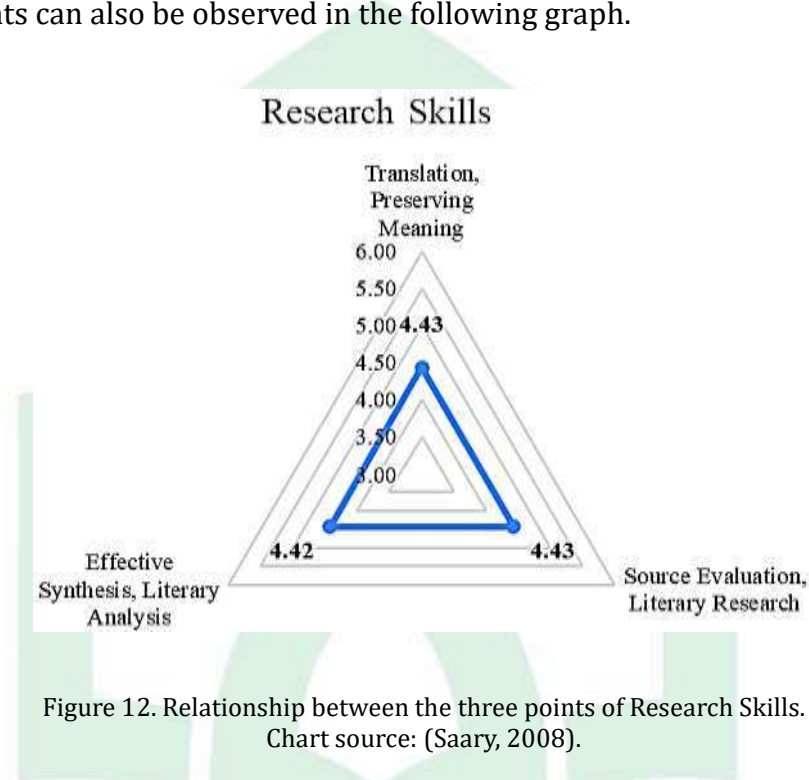 nts can also be observed in the following graph.
Research Skills
Translation,
Preserving
Meaning
6.00
5.50
5.00 4.43
4.50
4.00
3.50
3.00
4.42
4.43
Effective
Synthesis, Literary
Analysis
Source Evaluation,
Literary Research
Figure 12. Relationship between the three points of Research Skills.
Chart source: (Saary, 2008).